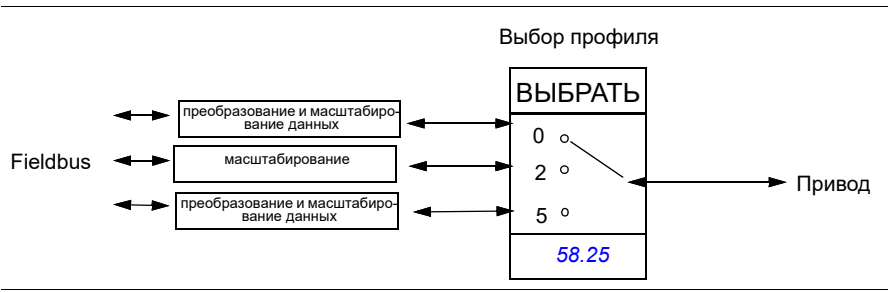 Выбор профиля
ВЫБРАТЬ
преобразование и масштабиро-
вание данных
0
Fieldbus
масштабирование
2
Привод
преобразование и масштабиро-
вание данных
5
58.25